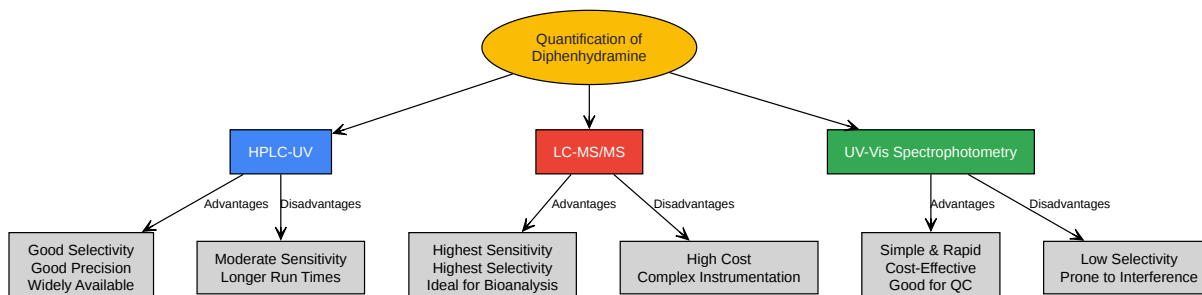 Quantification of
Diphenhydramine
HPLC-UV
LC-MS/MS
UV-Vis Spectrophotometry
Advantages
Disadvantages
Advantages
Disadvantages
Advantages
Disadvantages
Good Selectivity
Good Precision
Widely Available
Moderate Sensitivity
Longer Run Times
Highest Sensitivity
Highest Selectivity
Ideal for Bioanalysis
High Cost
Complex Instrumentation
Simple & Rapid
Cost-Effective
Good for QC
Low Selectivity
Prone to Interference